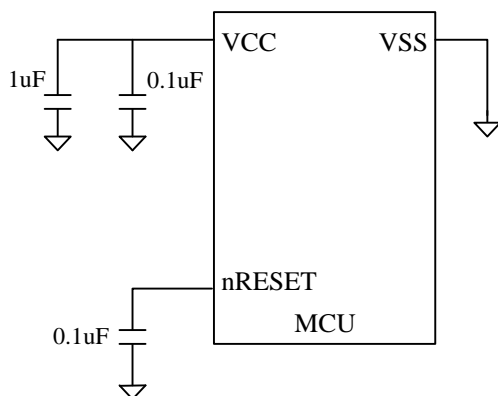 VCC
VSS
1uF
0.1uF
nRESET
MCU
0.1uF